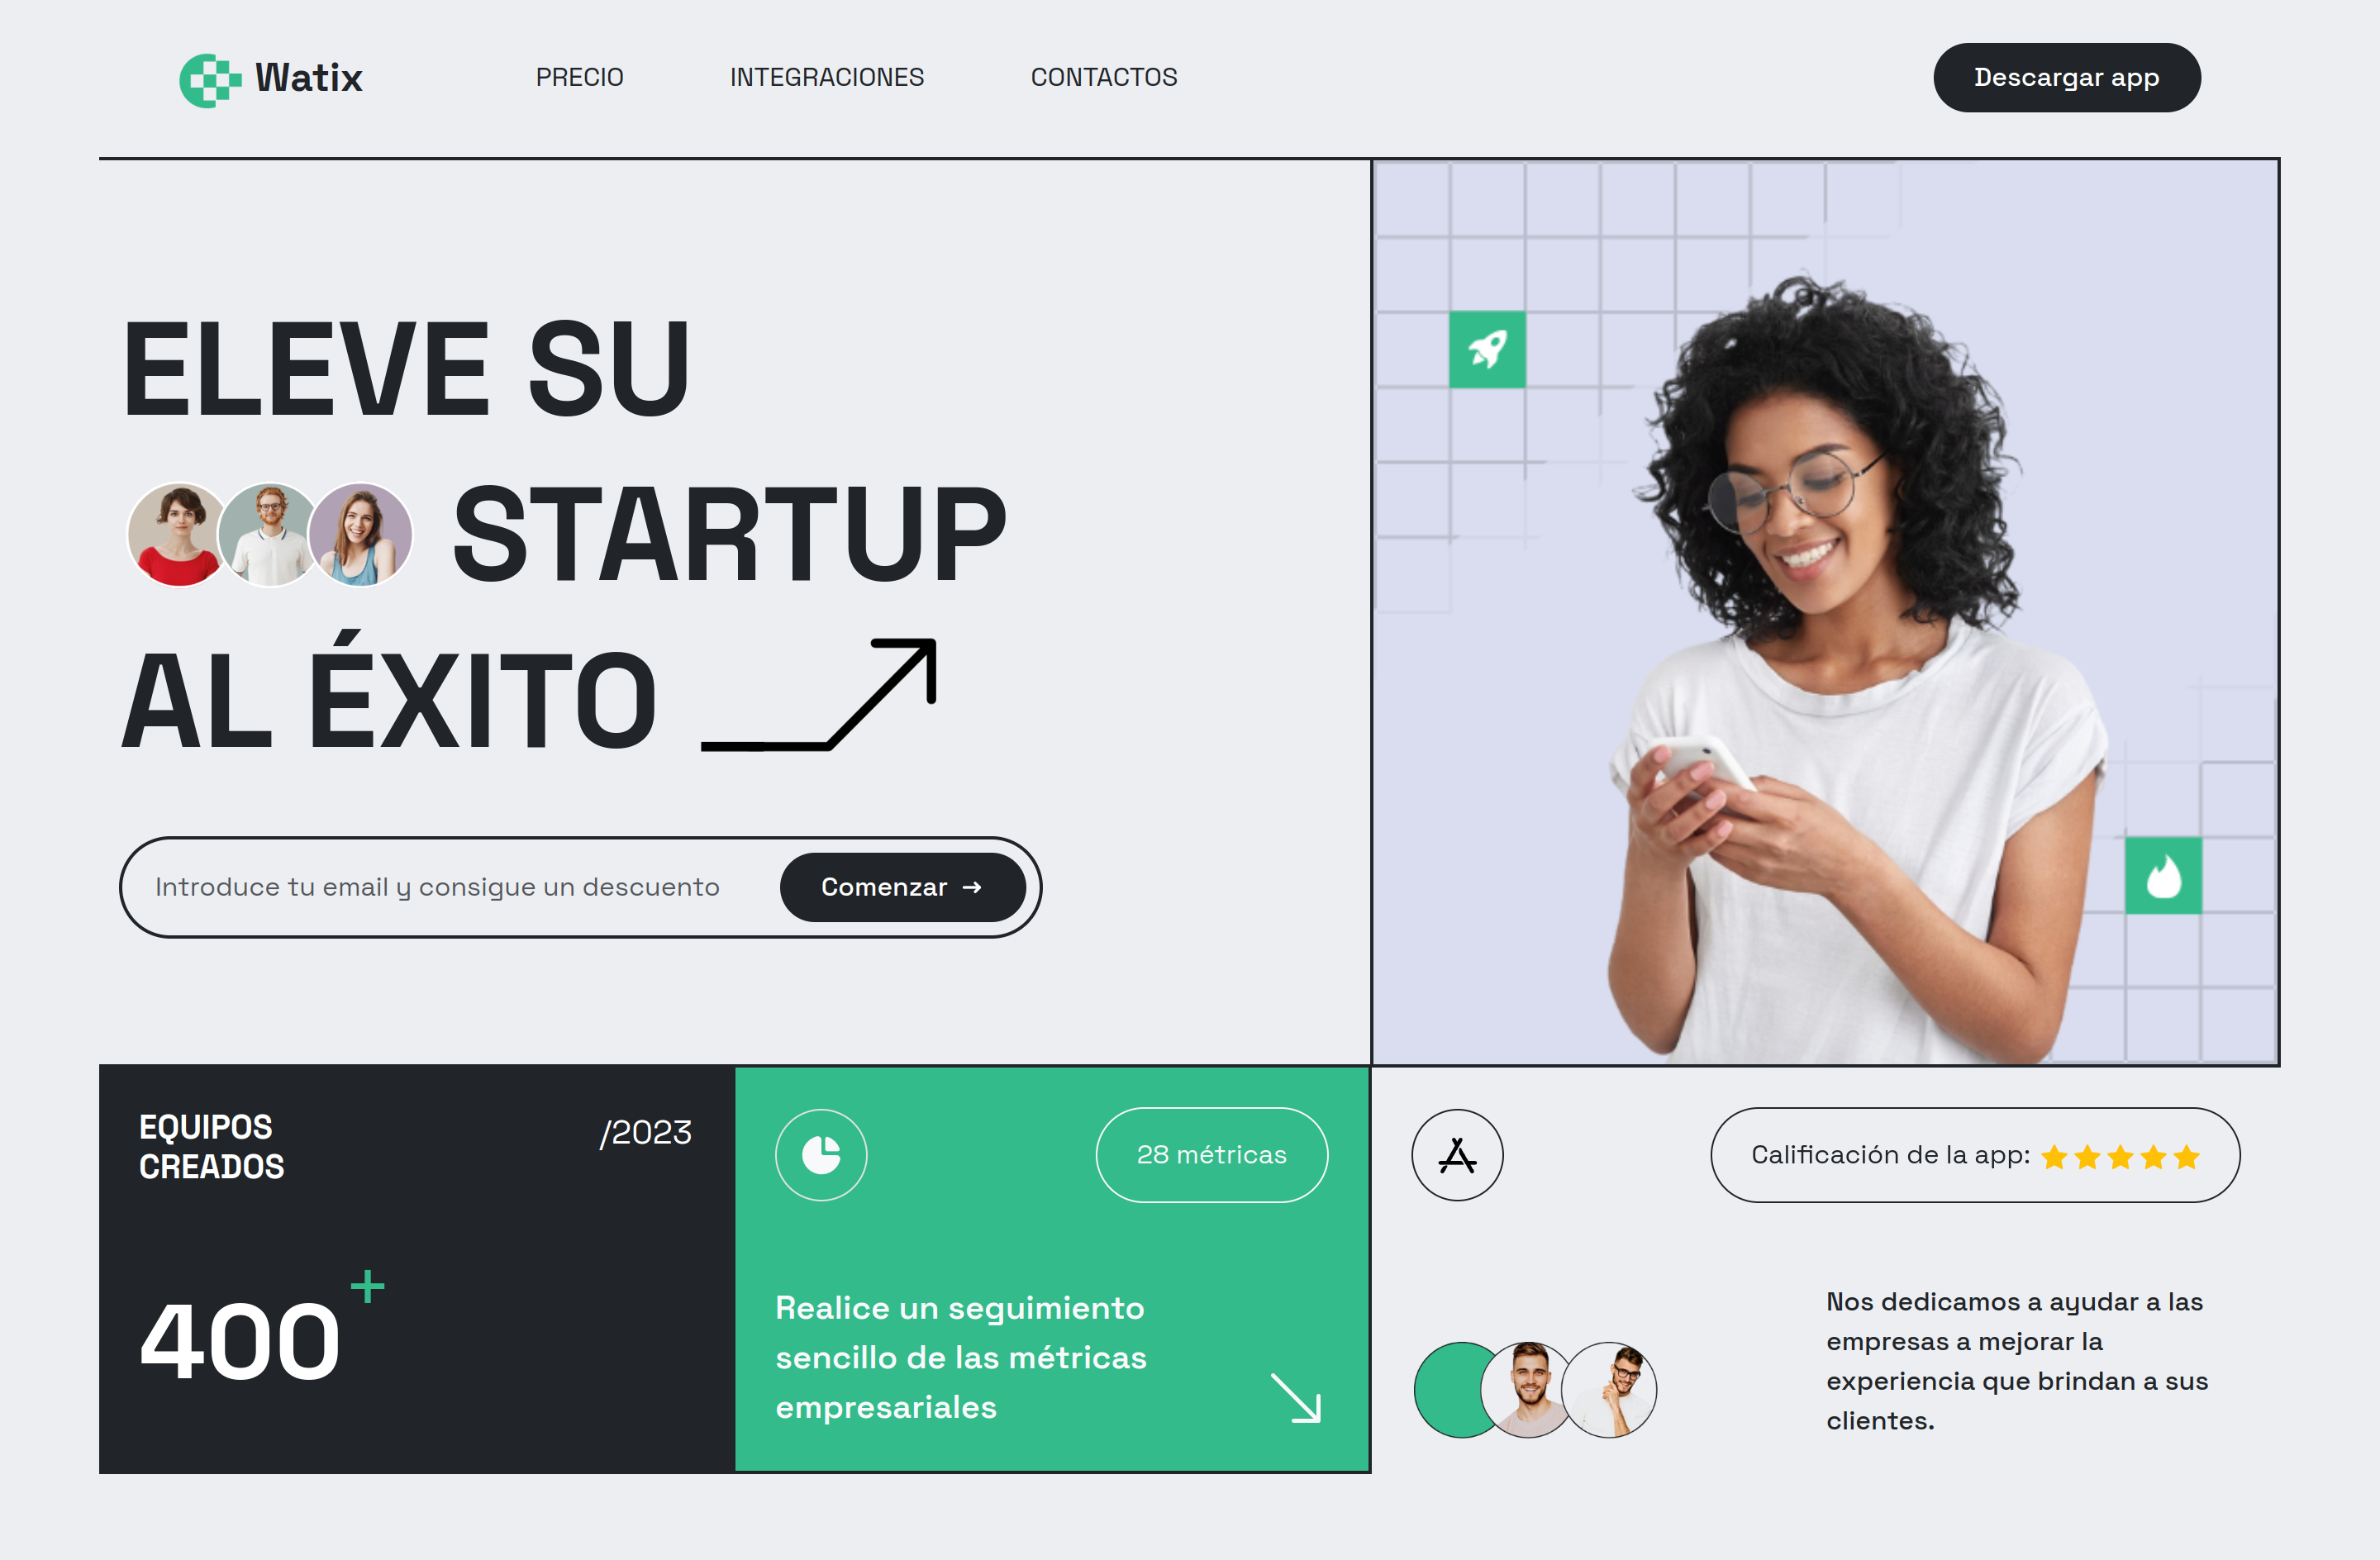 Watix
PRECIO
INTEGRACIONES
CONTACTOS
Descargar app
ELEVE SU
STARTUP
AL ÉXITO
Introduce tu email y consigue un descuento
Comenzar →
EQUIPOS
CREADOS
/2023
400+
28 métricas
Realice un seguimiento
sencillo de las métricas
empresariales
Calificación de la app:
Nos dedicamos a ayudar a las
empresas a mejorar la
experiencia que brindan a sus
clientes.